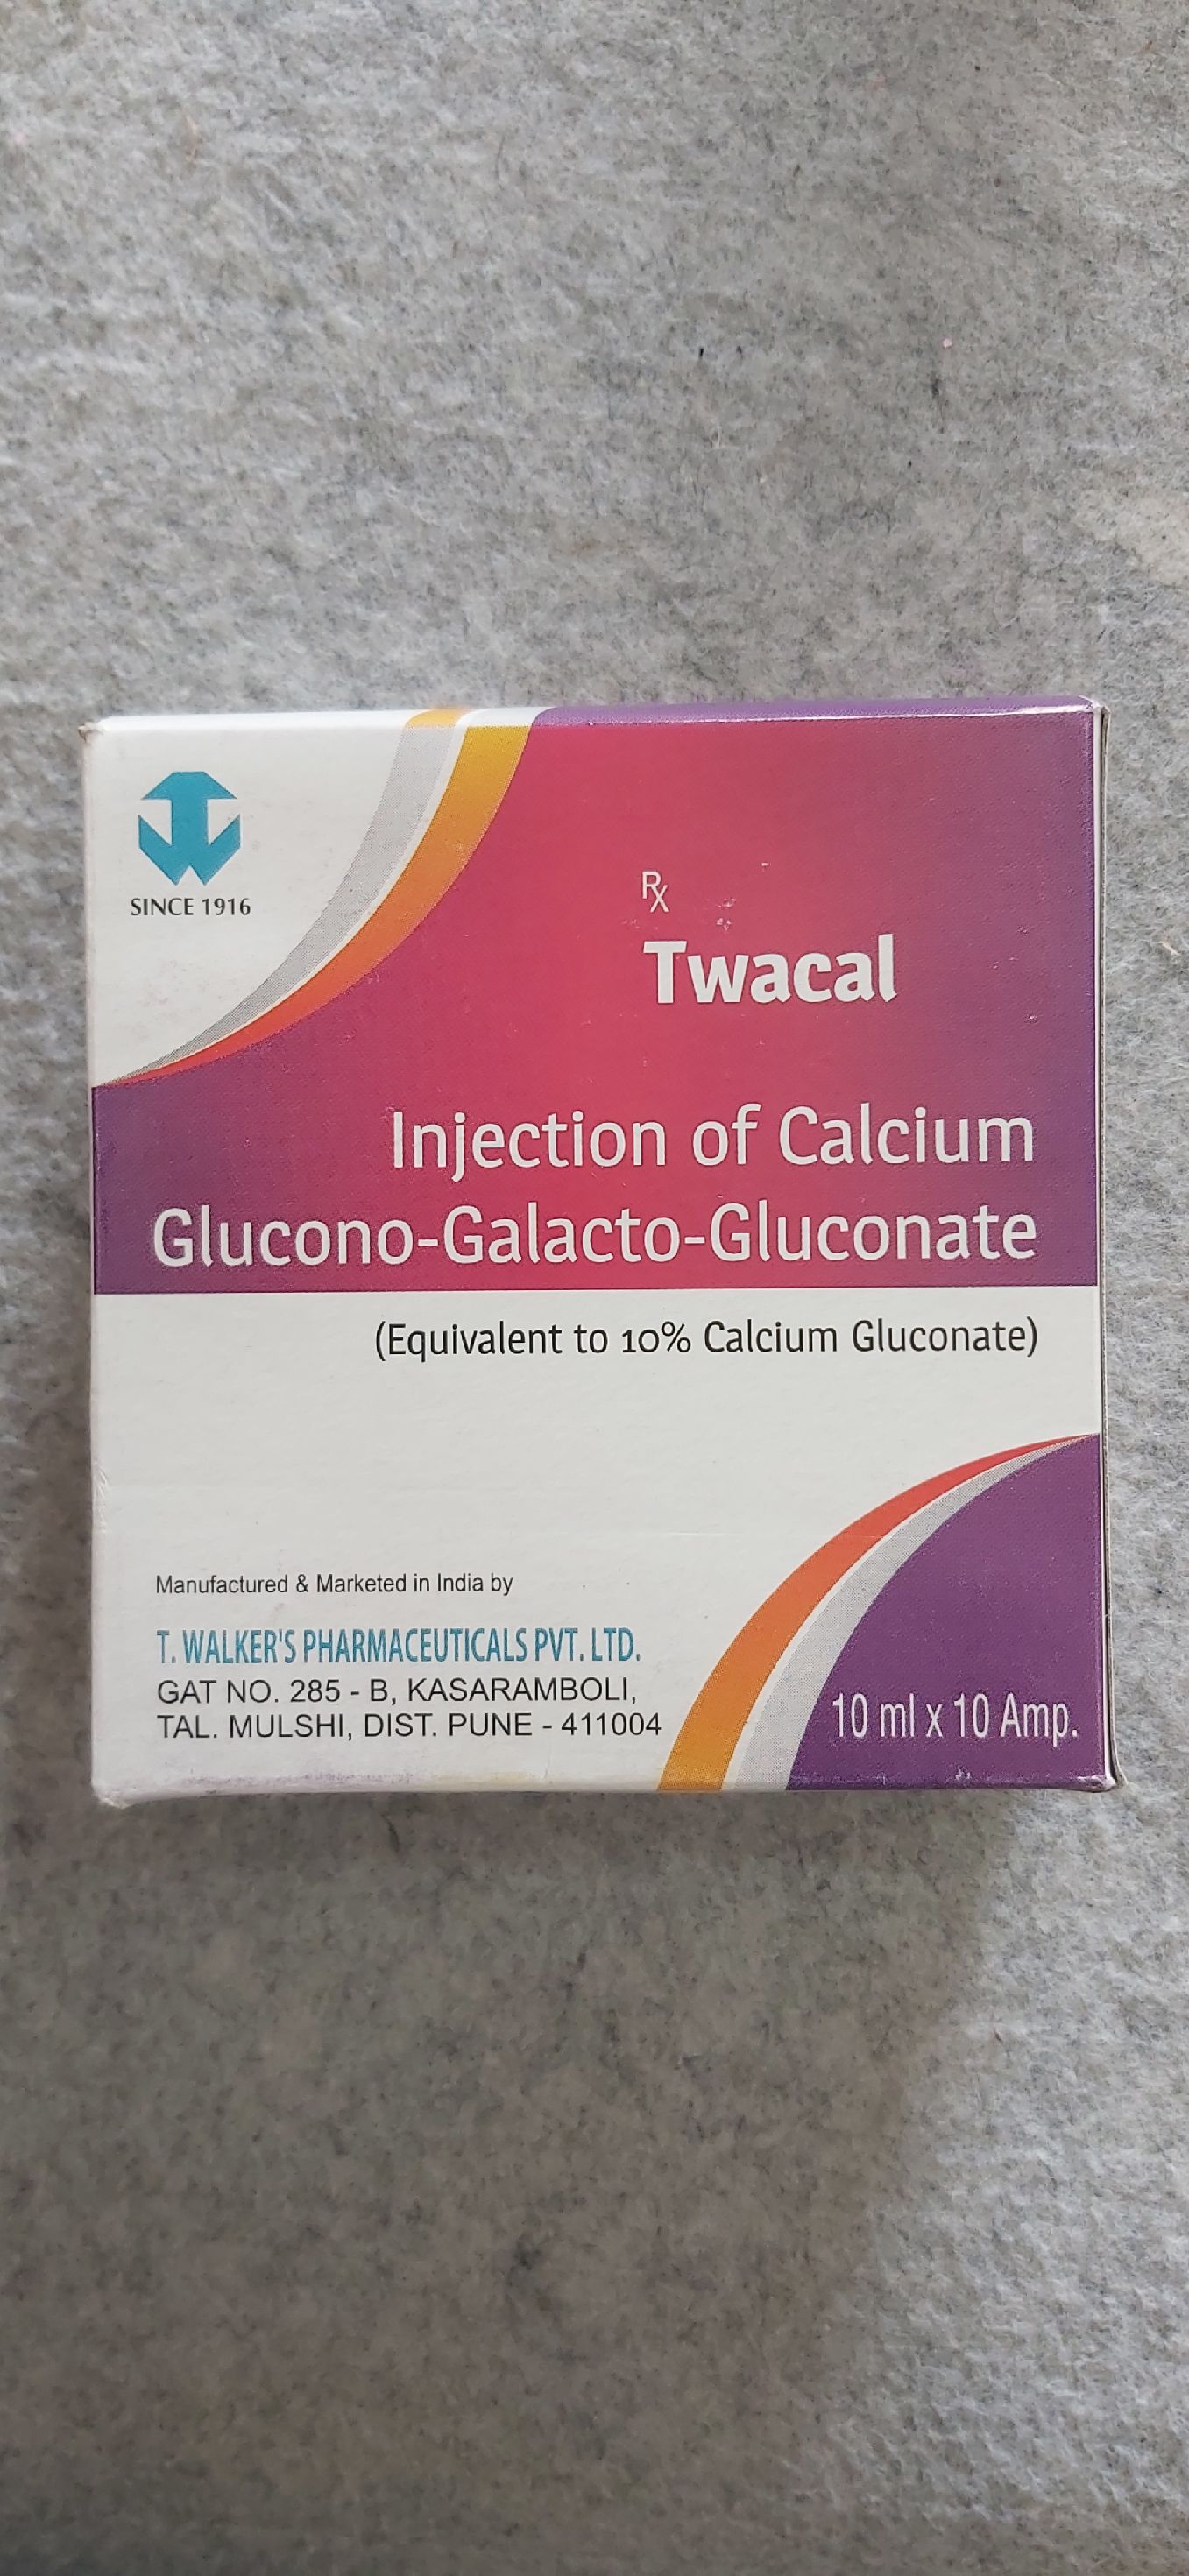 SINCE 1916
Rx
Twacal
Injection of Calcium
Glucono-Galacto-Gluconate
(Equivalent to 10% Calcium Gluconate)
Manufactured & Marketed in India by
T. WALKER'S PHARMACEUTICALS PVT. LTD.
GAT NO. 285 - B, KASARAMBOLI,
TAL. MULSHI, DIST. PUNE - 411004
10 ml x 10 Amp.